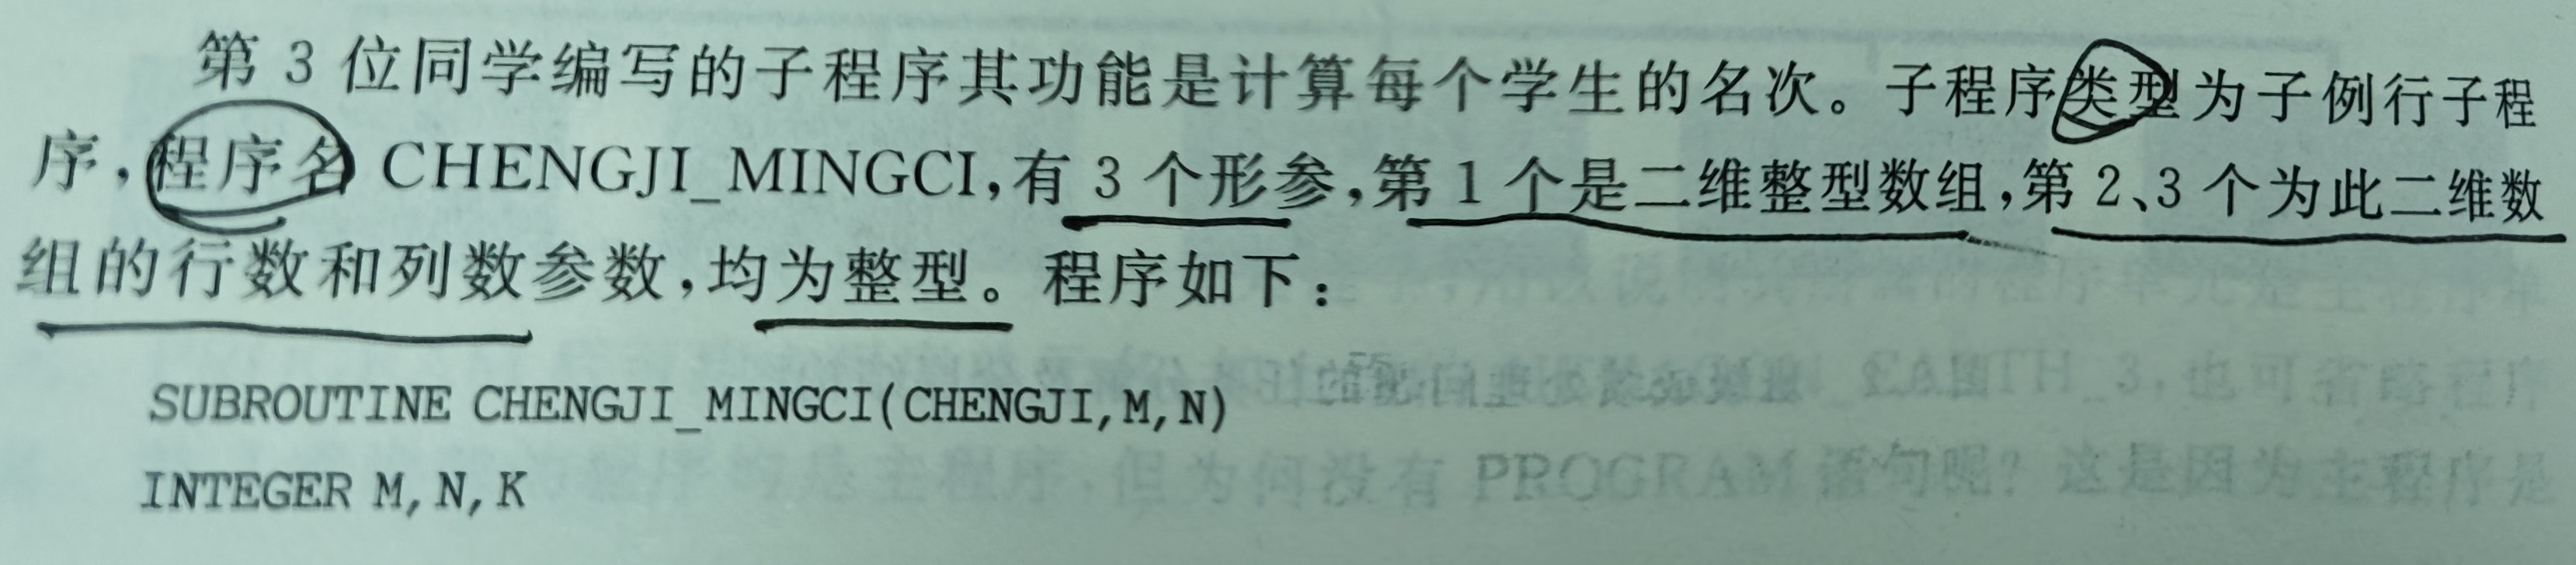 第 3 位同学编写的子程序其功能是计算每个学生的名次。子程序类型为子例行子程
序,程序名 CHENGJI_MINGCI,有 3 个形参,第 1 个是二维整型数组,第 2、3 个为此二维数
组的行数和列数参数,均为整型。程序如下:
SUBROUTINE CHENGJI_MINGCI(CHENGJI,M,N)
INTEGER M,N,K